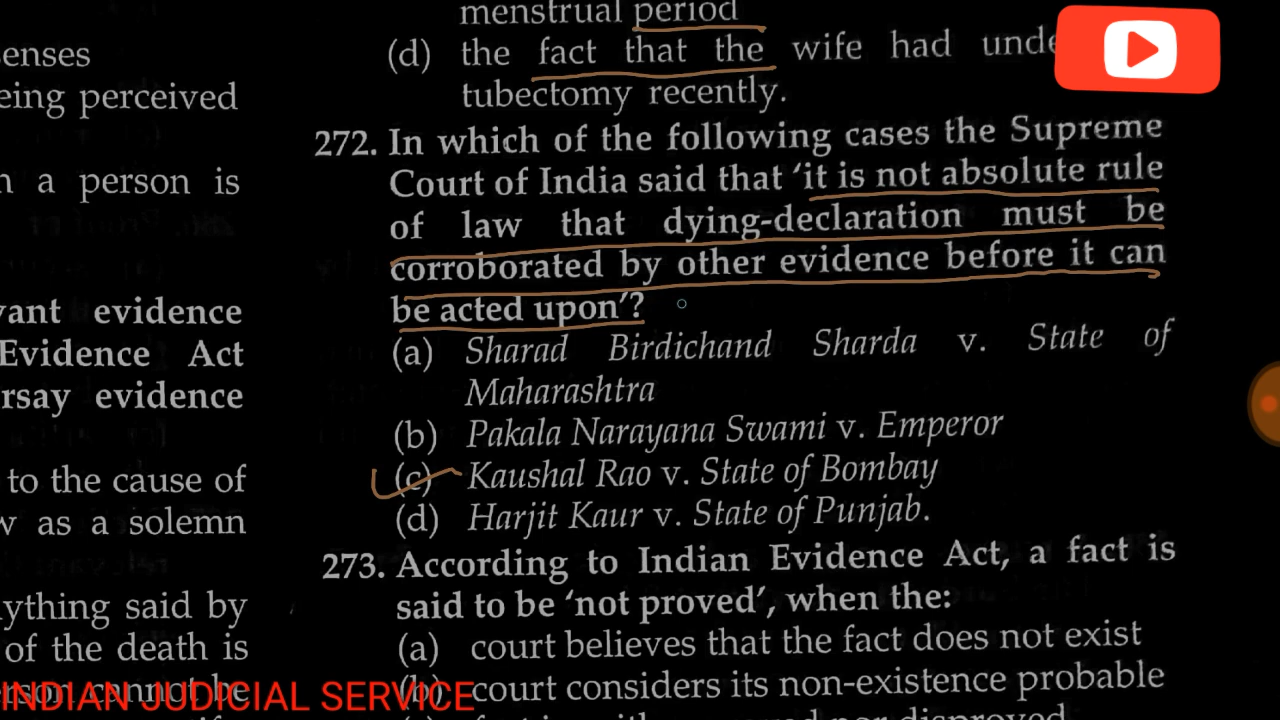 enses
eing perceived
n a person is
vant evidence
Evidence Act
rsay evidence
to the cause of
w as a solemn
ything said by
of the death is
menstrual period
(d) the fact that the wife had unde
tubectomy recently.
272. In which of the following cases the Supreme
Court of India said that ‘it is not absolute rule
of law that dying-declaration must be
corroborated by other evidence before it can
be acted upon’?
(a) Sharad Birdichand Sharda v. State of
Maharashtra
(b) Pakala Narayana Swami v. Emperor
(c) Kaushal Rao v. State of Bombay
(d) Harjit Kaur v. State of Punjab.
273. According to Indian Evidence Act, a fact is
said to be ‘not proved’, when the:
(a) court believes that the fact does not exist
(b) court considers its non-existence probable
INDIAN JUDICIAL SERVICE